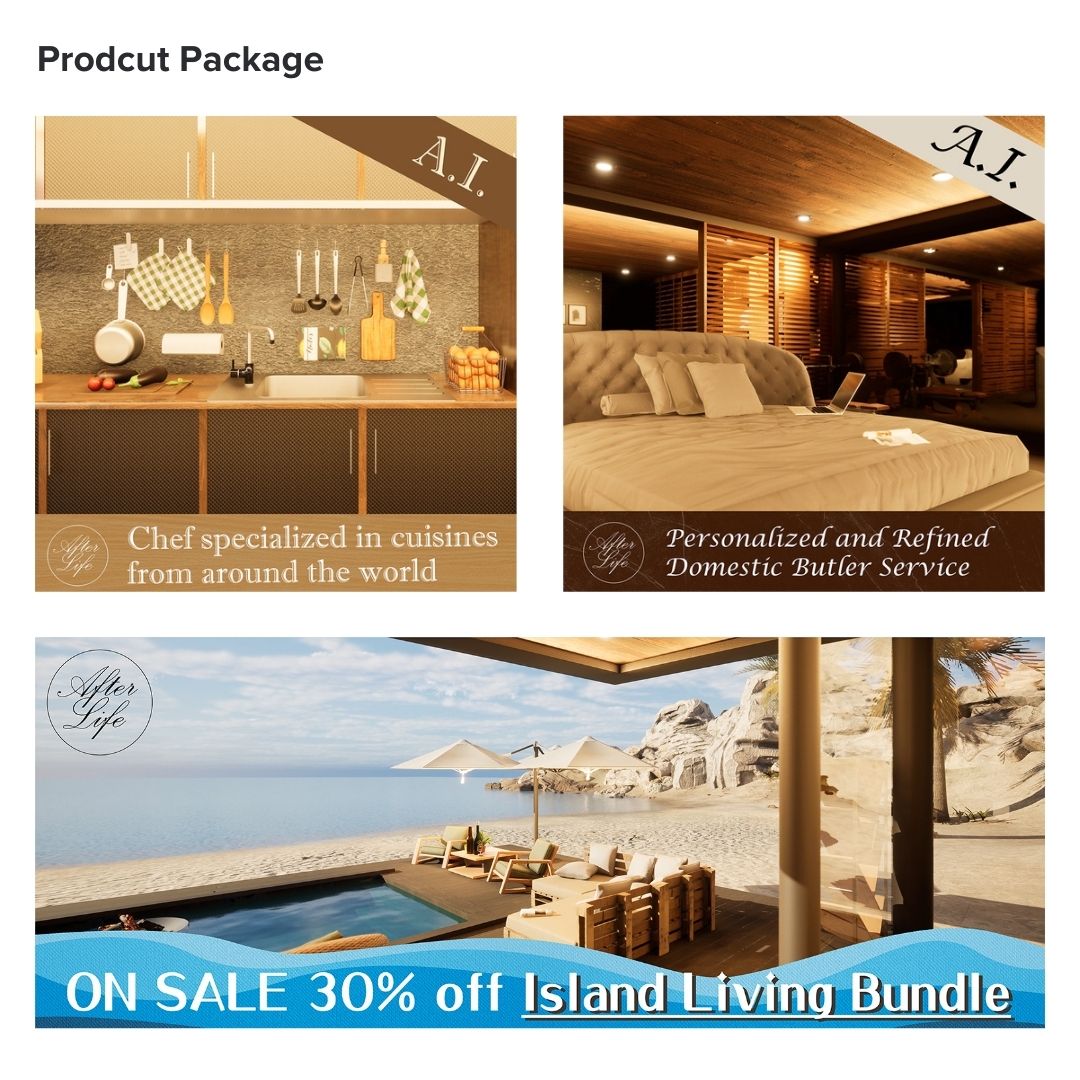 Prodcut Package
A.I.
After
Life
Chef specialized in cuisines
from around the world
A.I.
After
Life
Personalized and Refined
Domestic Butler Service
After
Life
ON SALE 30% off Island Living Bundle